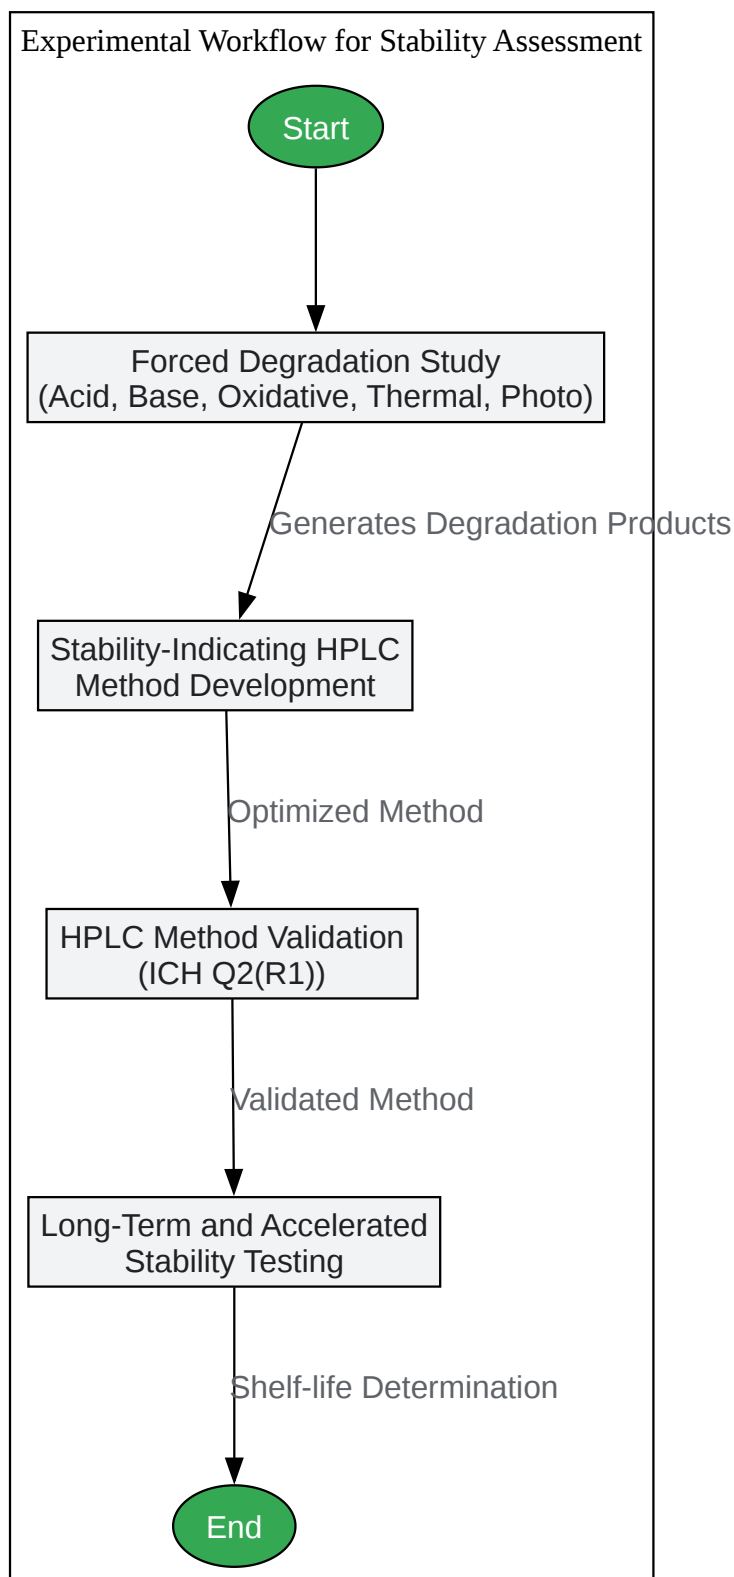 Experimental Workflow for Stability Assessment
Start
Forced Degradation Study
(Acid, Base, Oxidative, Thermal, Photo)
Generates Degradation Products
Stability-Indicating HPLC
Method Development
Optimized Method
HPLC Method Validation
(ICH Q2(R1))
Validated Method
Long-Term and Accelerated
Stability Testing
Shelf-life Determination
End